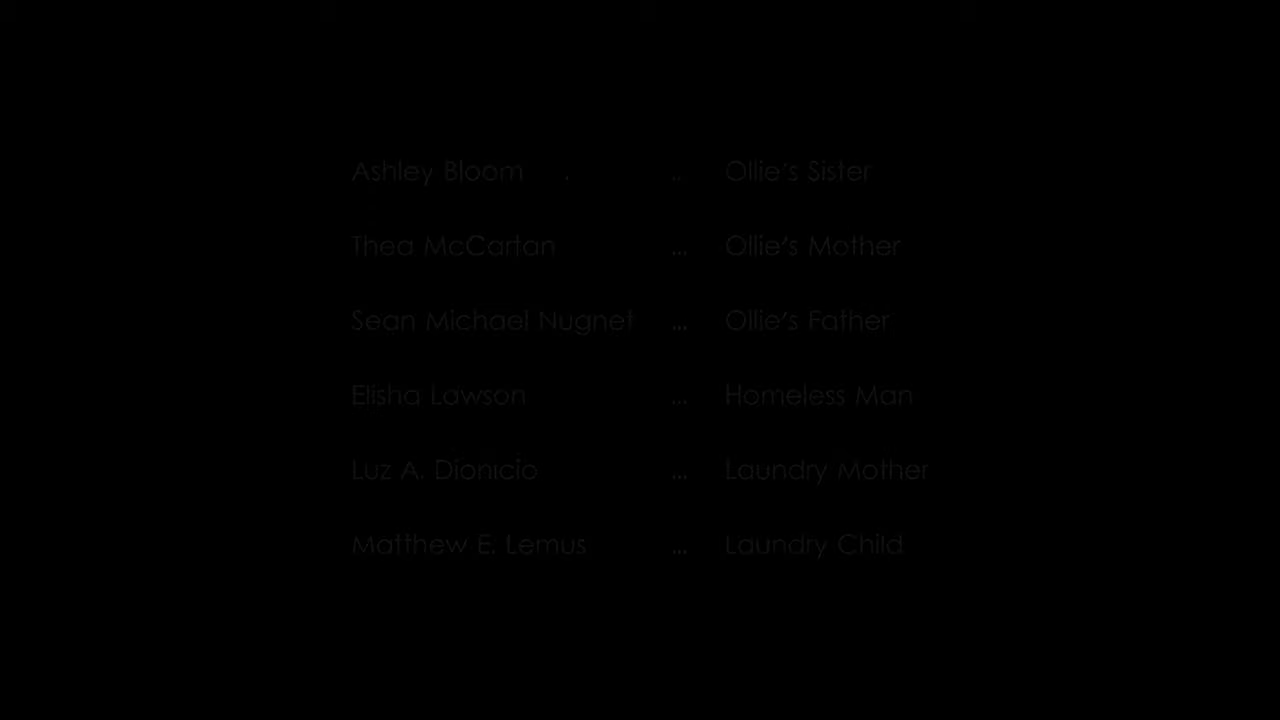 Ashley Bloom . .. Ollie's Sister
Thea McCartan ... Ollie's Mother
Sean Michael Nugnet ... Ollie's Father
Elisha Lawson ... Homeless Man
Luz A. Dionicio ... Laundry Mother
Matthew E. Lemus ... Laundry Child